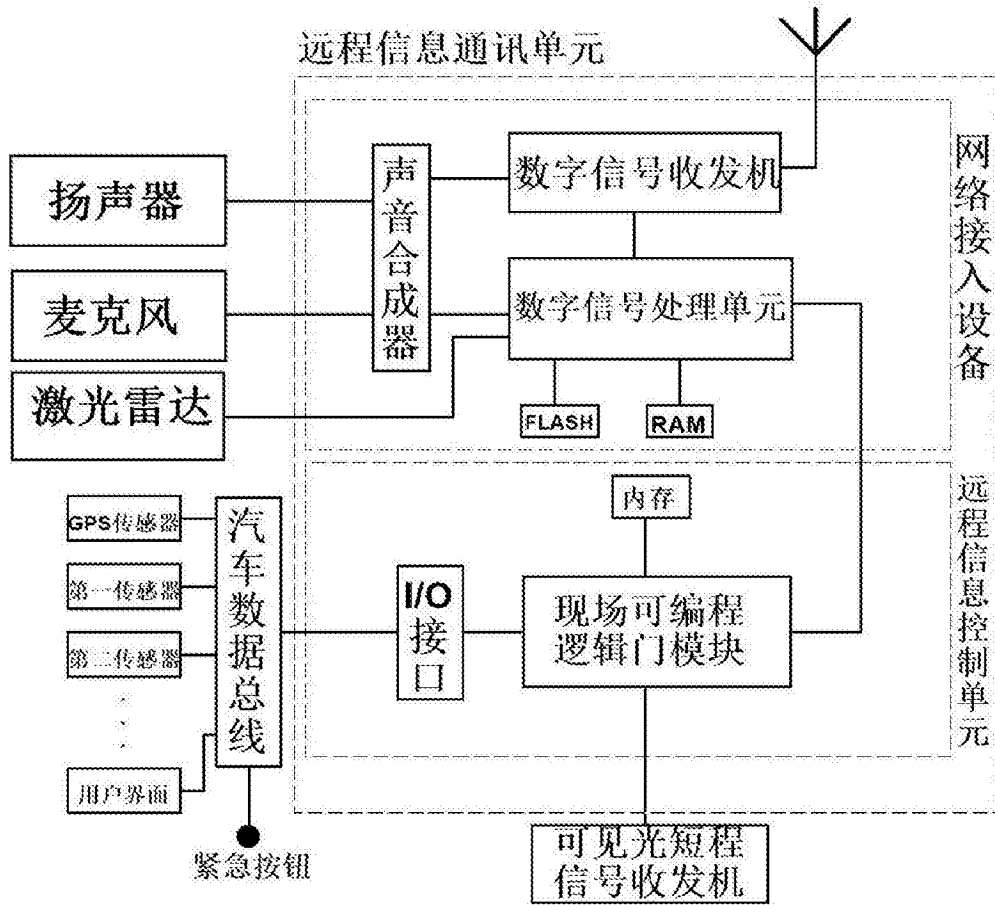 远程信息通讯单元
网络接入设备
扬声器
麦克风
激光雷达
声音合成器
数字信号收发机
数字信号处理单元
FLASH
RAM
GPS传感器
第一传感器
第二传感器
用户界面
汽车数据总线
紧急按钮
I/O
接口
内存
现场可编程
逻辑门模块
远程信息控制单元
可见光短程
信号收发机